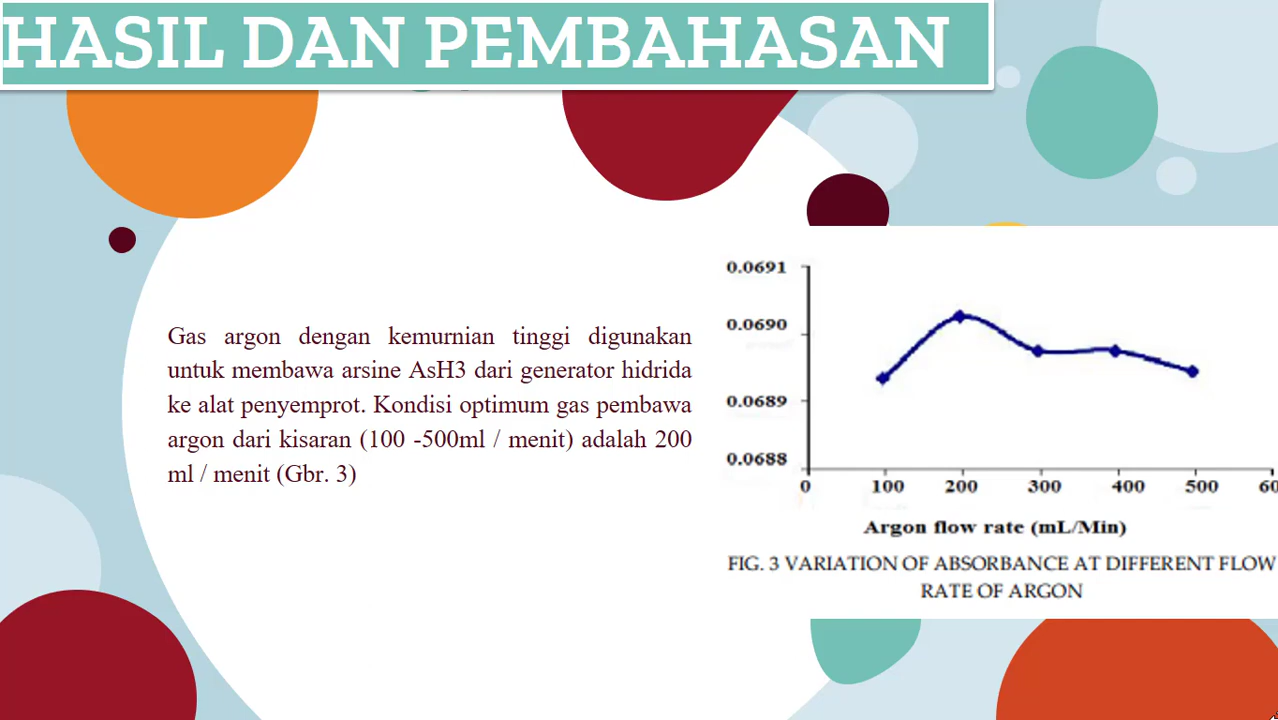 HASIL DAN PEMBAHASAN
Gas argon dengan kemurnian tinggi digunakan
untuk membawa arsine AsH3 dari generator hidrida
ke alat penyemprot. Kondisi optimum gas pembawa
argon dari kisaran (100 -500ml / menit) adalah 200
ml / menit (Gbr. 3)
0.0691
0.0690
0.0689
0.0688
0 100 200 300 400 500 60
Argon flow rate (mL/Min)
FIG. 3 VARIATION OF ABSORBANCE AT DIFFERENT FLOW
RATE OF ARGON